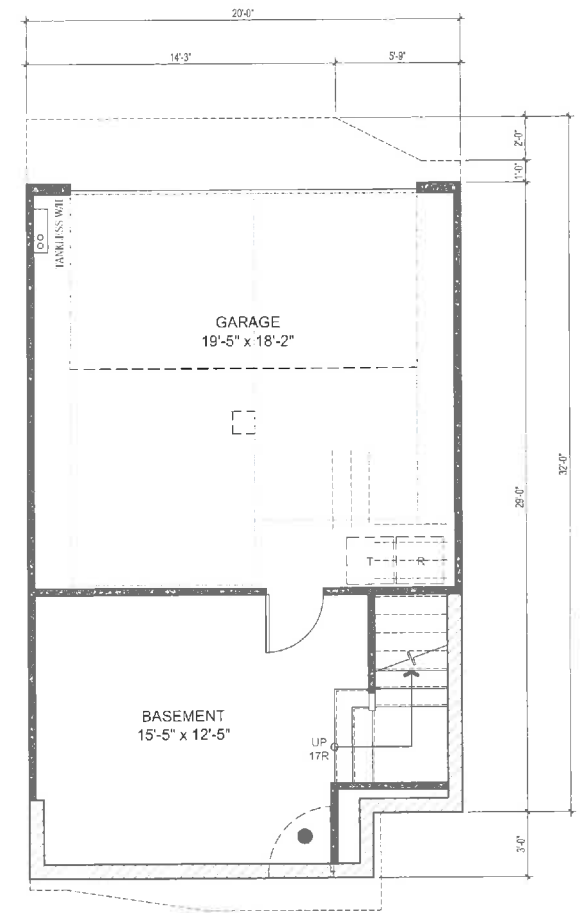 20'-0"
14'-3"
5'-9"
2'-0"
1'-0"
TANKLESS W/H
GARAGE
19'-5" x 18'-2"
32'-0"
29'-0"
T
R
BASEMENT
15'-5" x 12'-5"
UP
17R
3'-0"